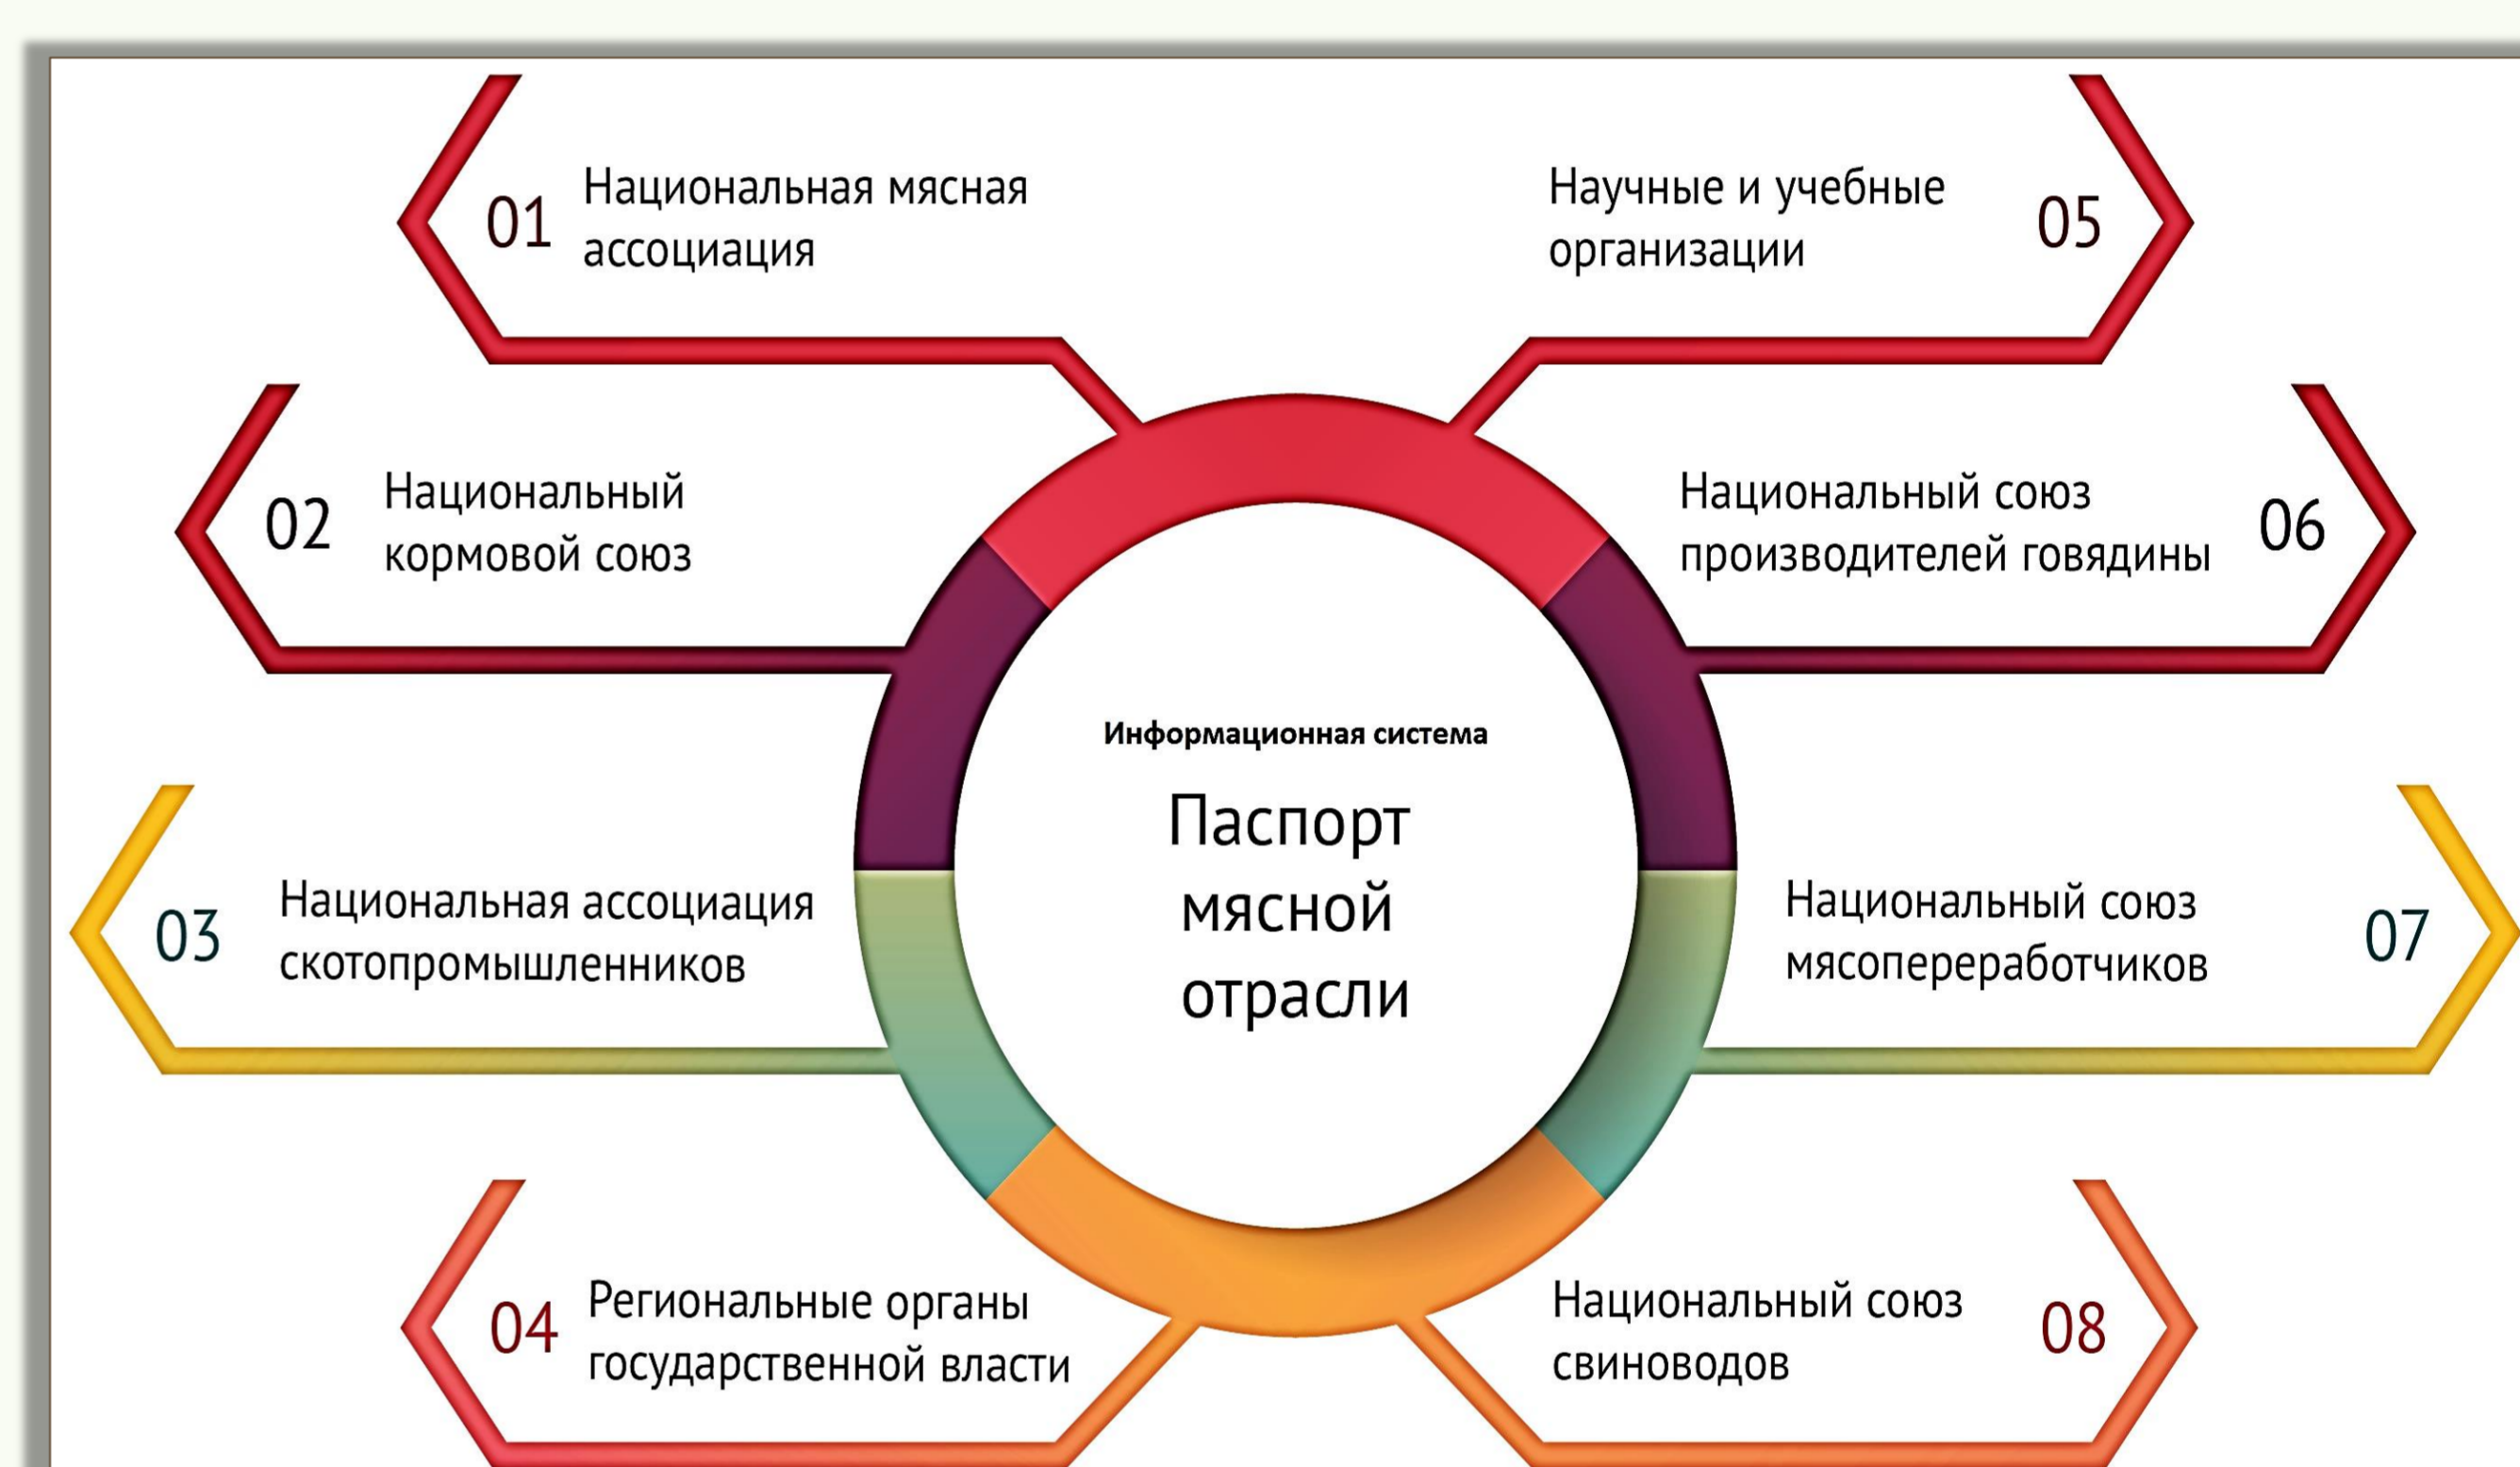 01
Национальная мясная
ассоциация
02
Национальный
кормовой союз
03
Национальная ассоциация
скотопромышленников
04
Региональные органы
государственной власти
Информационная система
Паспорт
мясной
отрасли
Научные и учебные
организации
05
Национальный союз
производителей говядины
06
Национальный союз
мясопереработчиков
07
Национальный союз
свиноводов
08